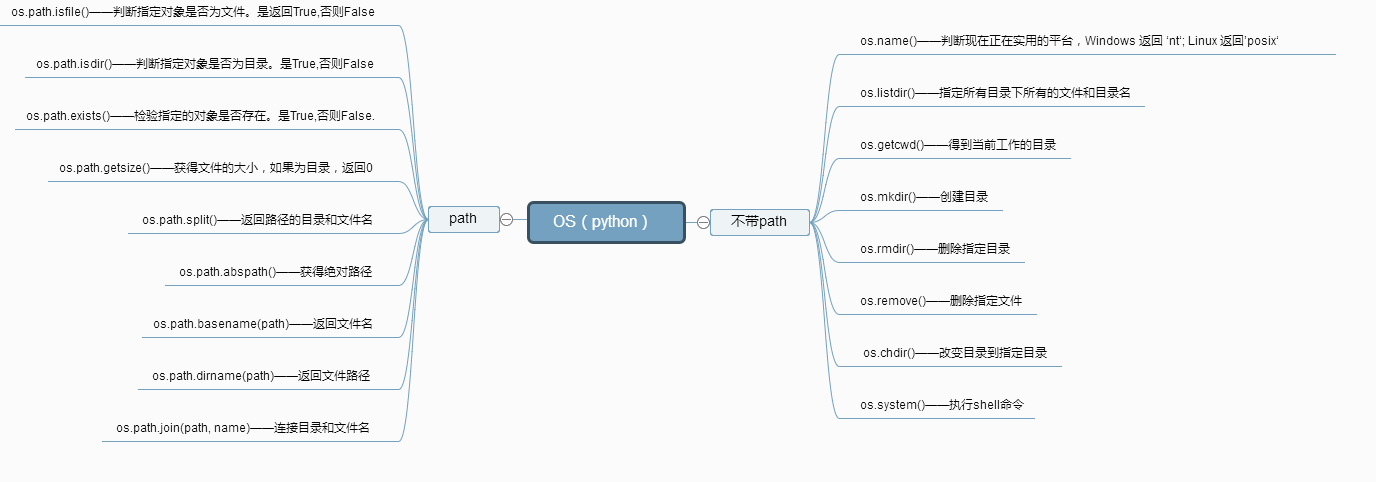 os.path.isfile()——判断指定对象是否为文件。是返回True,否则False
os.path.isdir()——判断指定对象是否为目录。是True,否则False
os.path.exists()——检验指定的对象是否存在。是True,否则False.
os.path.getsize()——获得文件的大小，如果为目录，返回0
os.path.split()——返回路径的目录和文件名
os.path.abspath()——获得绝对路径
os.path.basename(path)——返回文件名
os.path.dirname(path)——返回文件路径
os.path.join(path, name)——连接目录和文件名
path
OS（python）
不带path
os.name()——判断现在正在实用的平台，Windows 返回 ‘nt'; Linux 返回'posix‘
os.listdir()——指定所有目录下所有的文件和目录名
os.getcwd()——得到当前工作的目录
os.mkdir()——创建目录
os.rmdir()——删除指定目录
os.remove()——删除指定文件
os.chdir()——改变目录到指定目录
os.system()——执行shell命令